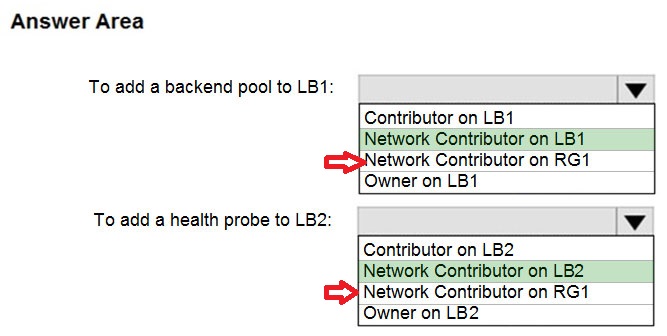 Answer Area
To add a backend pool to LB1:
Contributor on LB1
Network Contributor on LB1
Network Contributor on RG1
Owner on LB1
To add a health probe to LB2:
Contributor on LB2
Network Contributor on LB2
Network Contributor on RG1
Owner on LB2